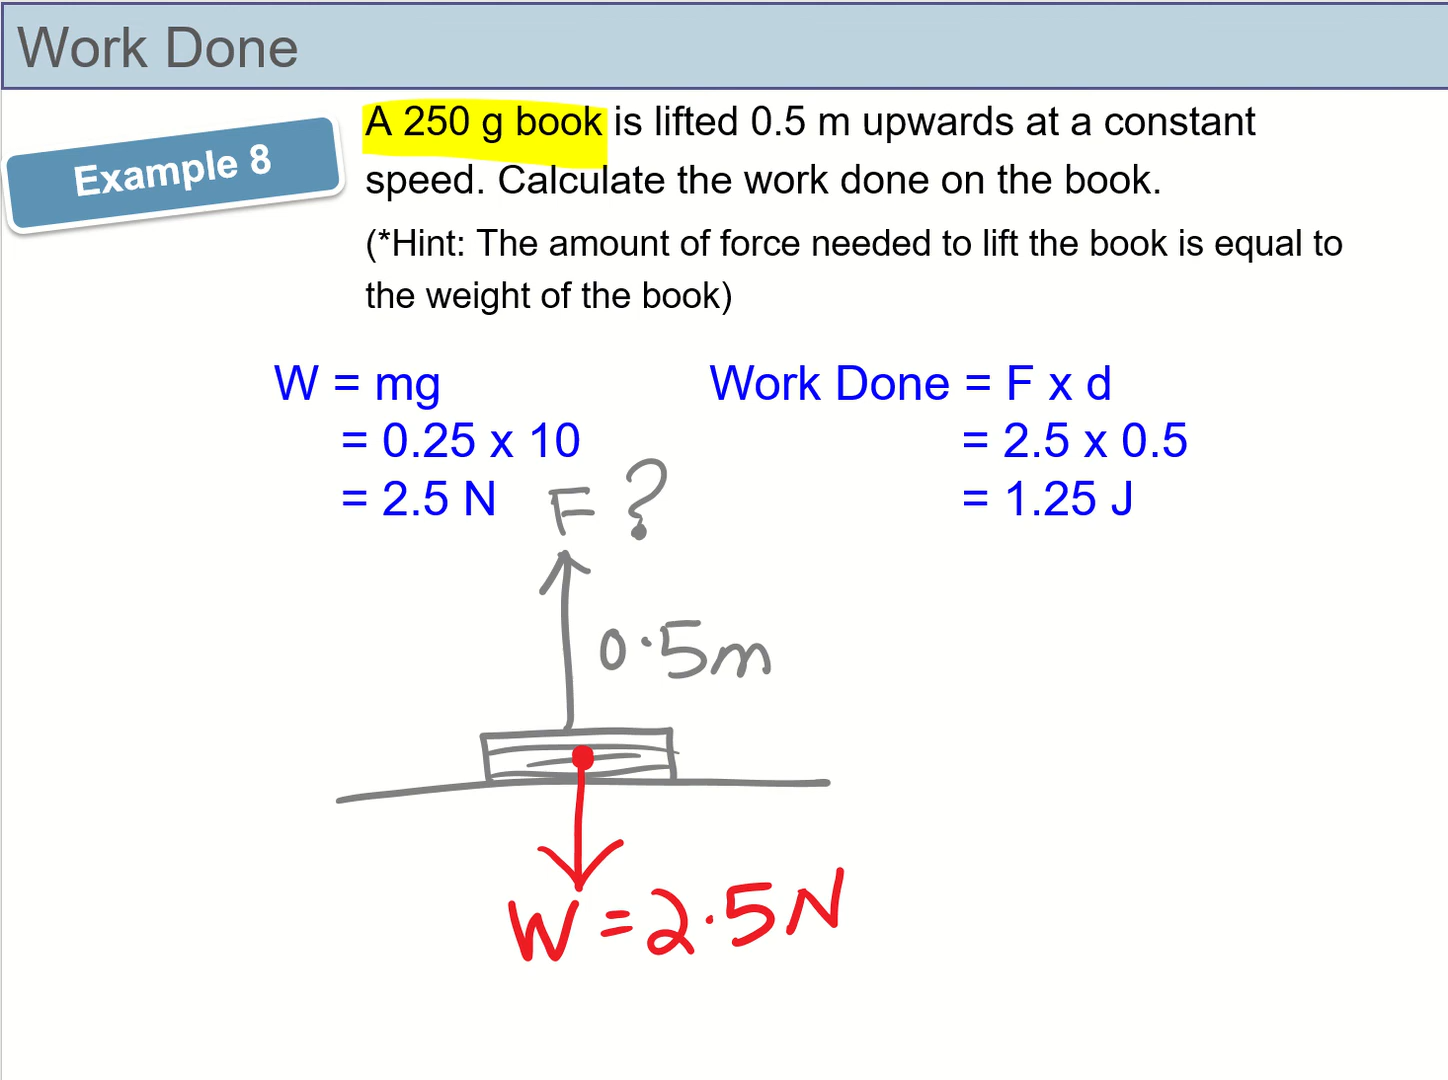 Work Done
Example 8
A 250 g book is lifted 0.5 m upwards at a constant
speed. Calculate the work done on the book.
(*Hint: The amount of force needed to lift the book is equal to
the weight of the book)
W = mg
= 0.25 x 10
= 2.5 N
Work Done = F x d
= 2.5 x 0.5
= 1.25 J
F ?
0.5m
W = 2.5 N